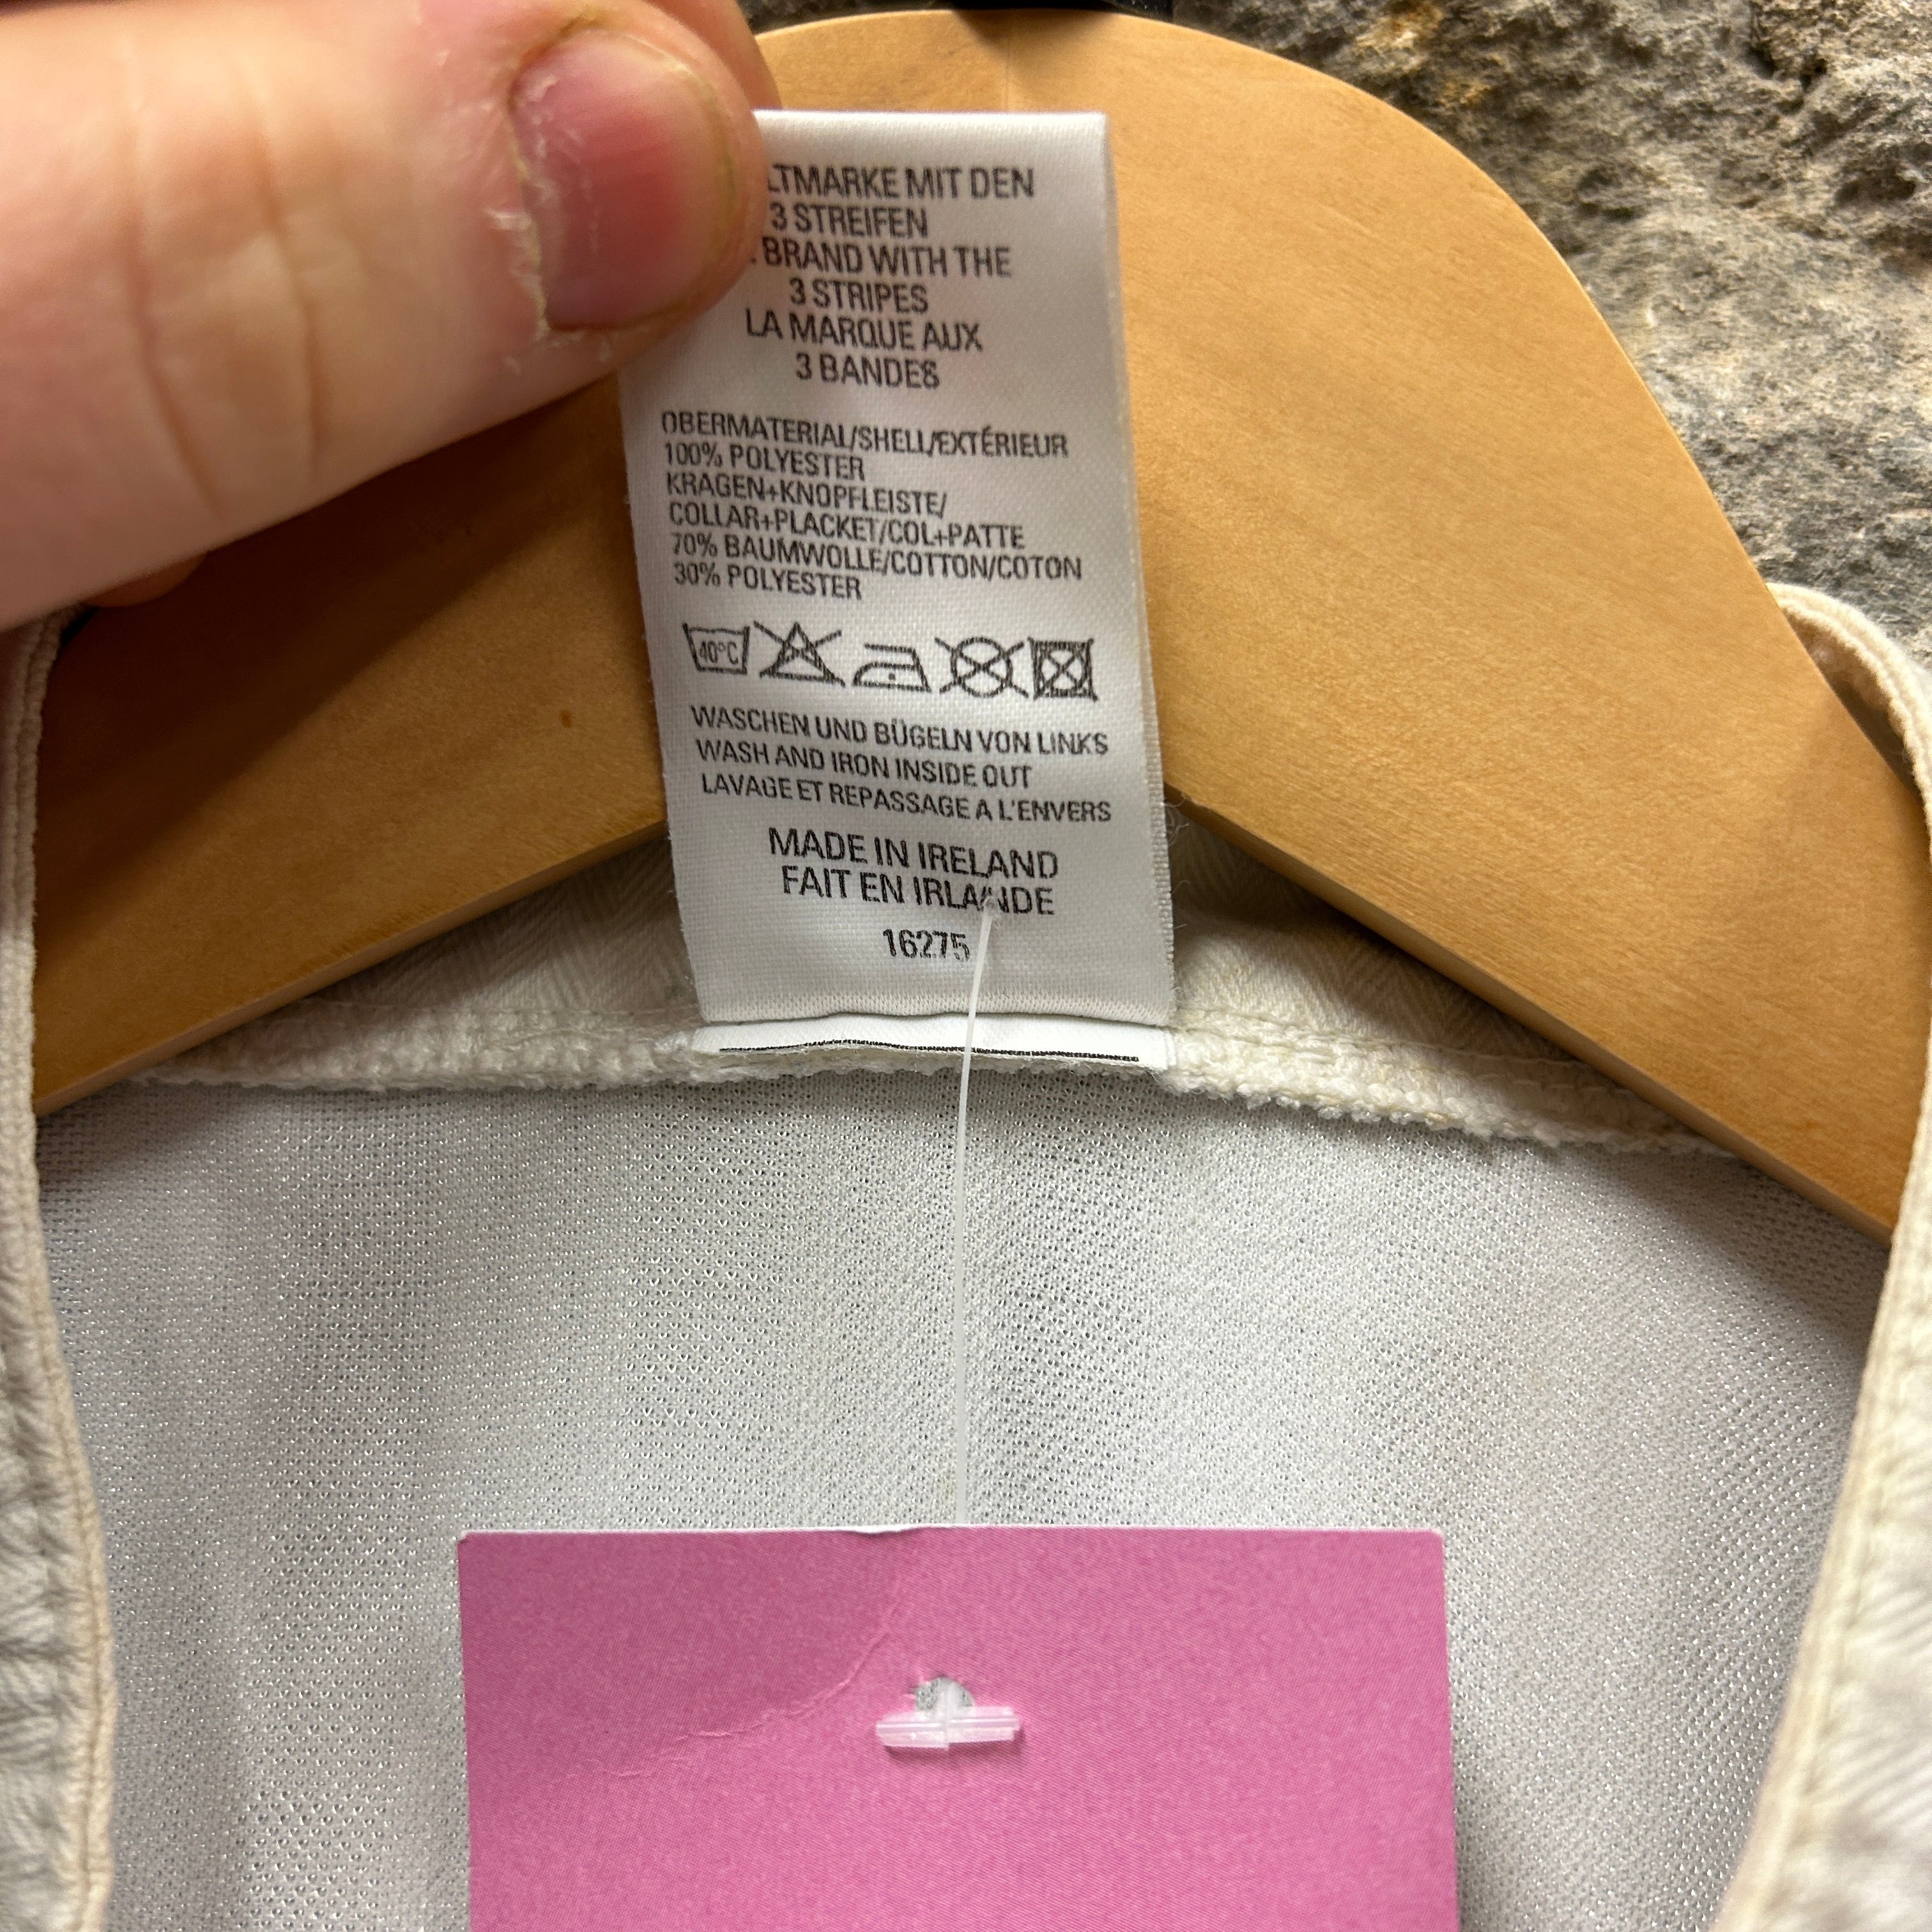 MIT DEN
3 STREIFEN
BRAND WITH THE
3 STRIPES
LA MARQUE AUX
3 BANDES
OBERMATERIAL/SHELL/EXTÉRIEUR
100% POLYESTER
KRAGEN+KNOPFLEISTE/
COLLAR+PLACKET/COL+PATTE
70% BAUMWOLLE/COTTON/COTON
30% POLYESTER
40°C
WASCHEN UND BÜGELN VON LINKS
WASH AND IRON INSIDE OUT
LAVAGE ET REPASSAGE A L'ENVERS
MADE IN IRELAND
FAIT EN IRLANDE
16275